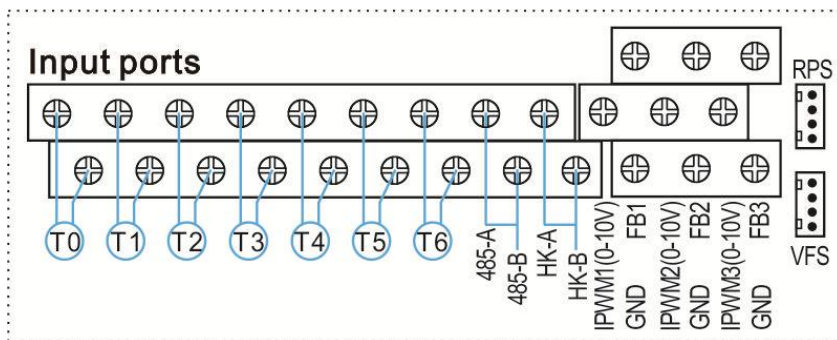 Input ports
RPS
VFS
T0
T1
T2
T3
T4
T5
T6
485-A
485-B
HK-A
HK-B
IPWM1(0-10V)
GND FB1
IPWM2(0-10V)
GND FB2
IPWM3(0-10V)
GND FB3